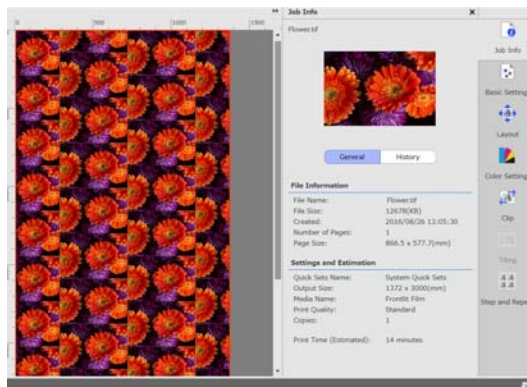 Job Info
0 500 1000 1500
Flower.tif
Job Info
General History
Basic Setting
Layout
File Information
File Name: Flower.tif
File Size: 12678(KB)
Color Setting
Created: 2016/08/26 13:05:30
Number of Pages: 1
Page Size: 866.5 x 577.7(mm)
Clip
Settings and Estimation
Tiling
Quick Sets Name: System Quick Sets
Output Size: 1372 x 3000(mm)
Media Name: Frontlit Film
Print Quality: Standard
Step and Repe
Copies: 1
Print Time (Estimated): 14 minutes